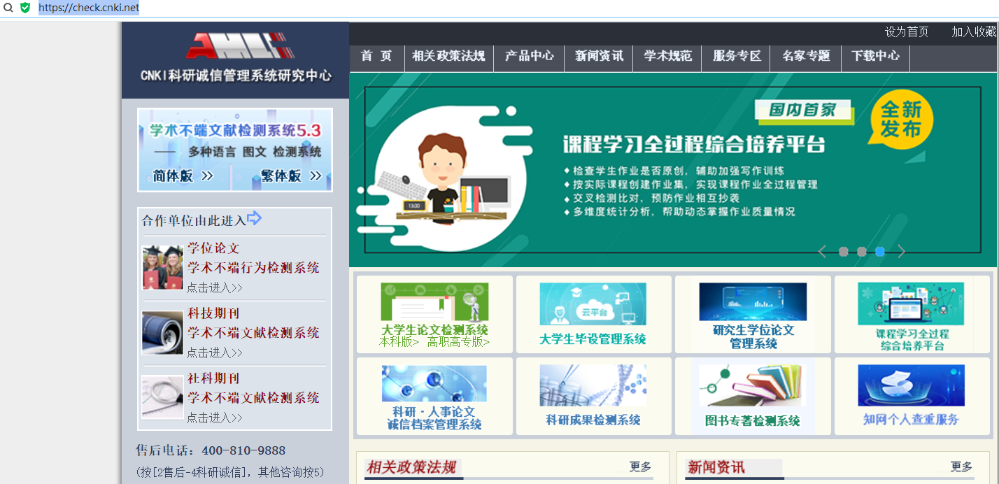 https://check.cnki.net
设为首页 加入收藏
AMLC
CNKI科研诚信管理系统研究中心
首 页 相关政策法规 产品中心 新闻资讯 学术规范 服务专区 名家专题 下载中心
学术不端文献检测系统5.3
—— 多种语言 图文 检测系统
简体版 >> 繁体版 >>
合作单位由此进入
学位论文
学术不端行为检测系统
点击进入>>
科技期刊
学术不端文献检测系统
点击进入>>
社科期刊
学术不端文献检测系统
点击进入>>
售后电话：400-810-9888
(按[2售后-4科研诚信]，其他咨询按5)
国内首家
全新
发布
课程学习全过程综合培养平台
♦检查学生作业是否原创，辅助加强写作训练
♦按实际课程创建作业集，实现课程作业全过程管理
♦交叉检测比对，预防作业相互抄袭
♦多维度统计分析，帮助动态掌握作业质量情况
13:00
大学生论文检测系统
本科版> 高职高专版>
云平台
大学生毕设管理系统
研究生学位论文
管理系统
课程学习全过程
综合培养平台
科研·人事论文
诚信档案管理系统
科研成果检测系统
图书专著检测系统
知网个人查重服务
相关政策法规 更多
新闻资讯 更多